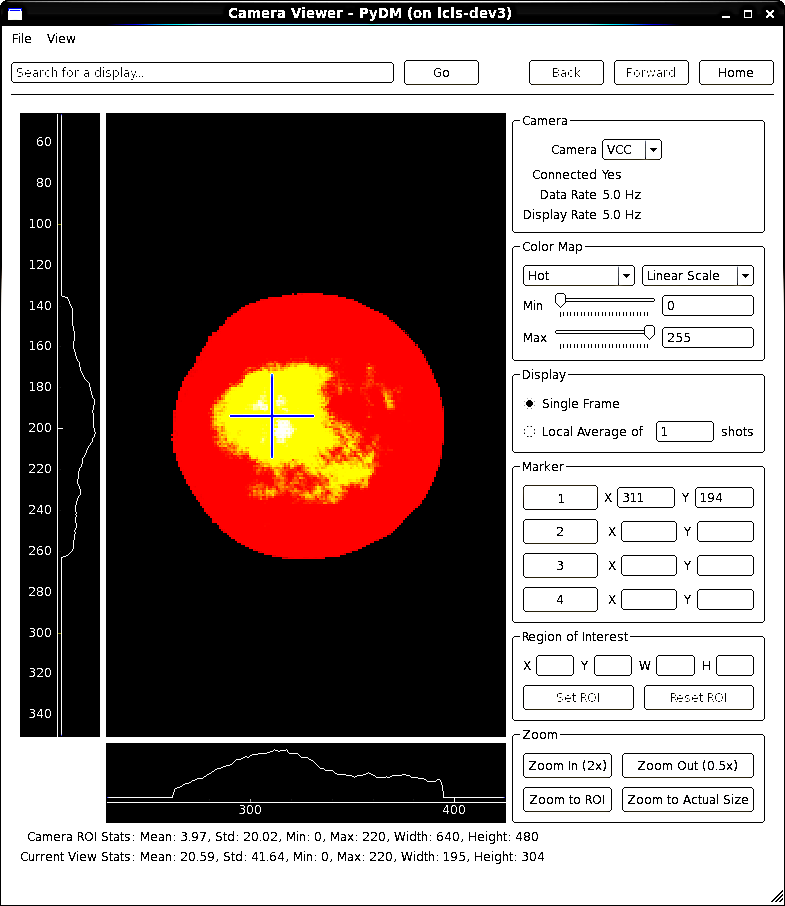 Camera Viewer - PyDM (on lcls-dev3)
File View
Search for a display... Go Back Forward Home
60
80
100
120
140
160
180
200
220
240
260
280
300
320
340
300 400
Camera
Camera VCC
Connected Yes
Data Rate 5.0 Hz
Display Rate 5.0 Hz
Color Map
Hot Linear Scale
Min 0
Max 255
Display
Single Frame
Local Average of 1 shots
Marker
1 X 311 Y 194
2 X Y
3 X Y
4 X Y
Region of Interest
X Y W H
Set ROI Reset ROI
Zoom
Zoom In (2x) Zoom Out (0.5x)
Zoom to ROI Zoom to Actual Size
Camera ROI Stats: Mean: 3.97, Std: 20.02, Min: 0, Max: 220, Width: 640, Height: 480
Current View Stats: Mean: 20.59, Std: 41.64, Min: 0, Max: 220, Width: 195, Height: 304